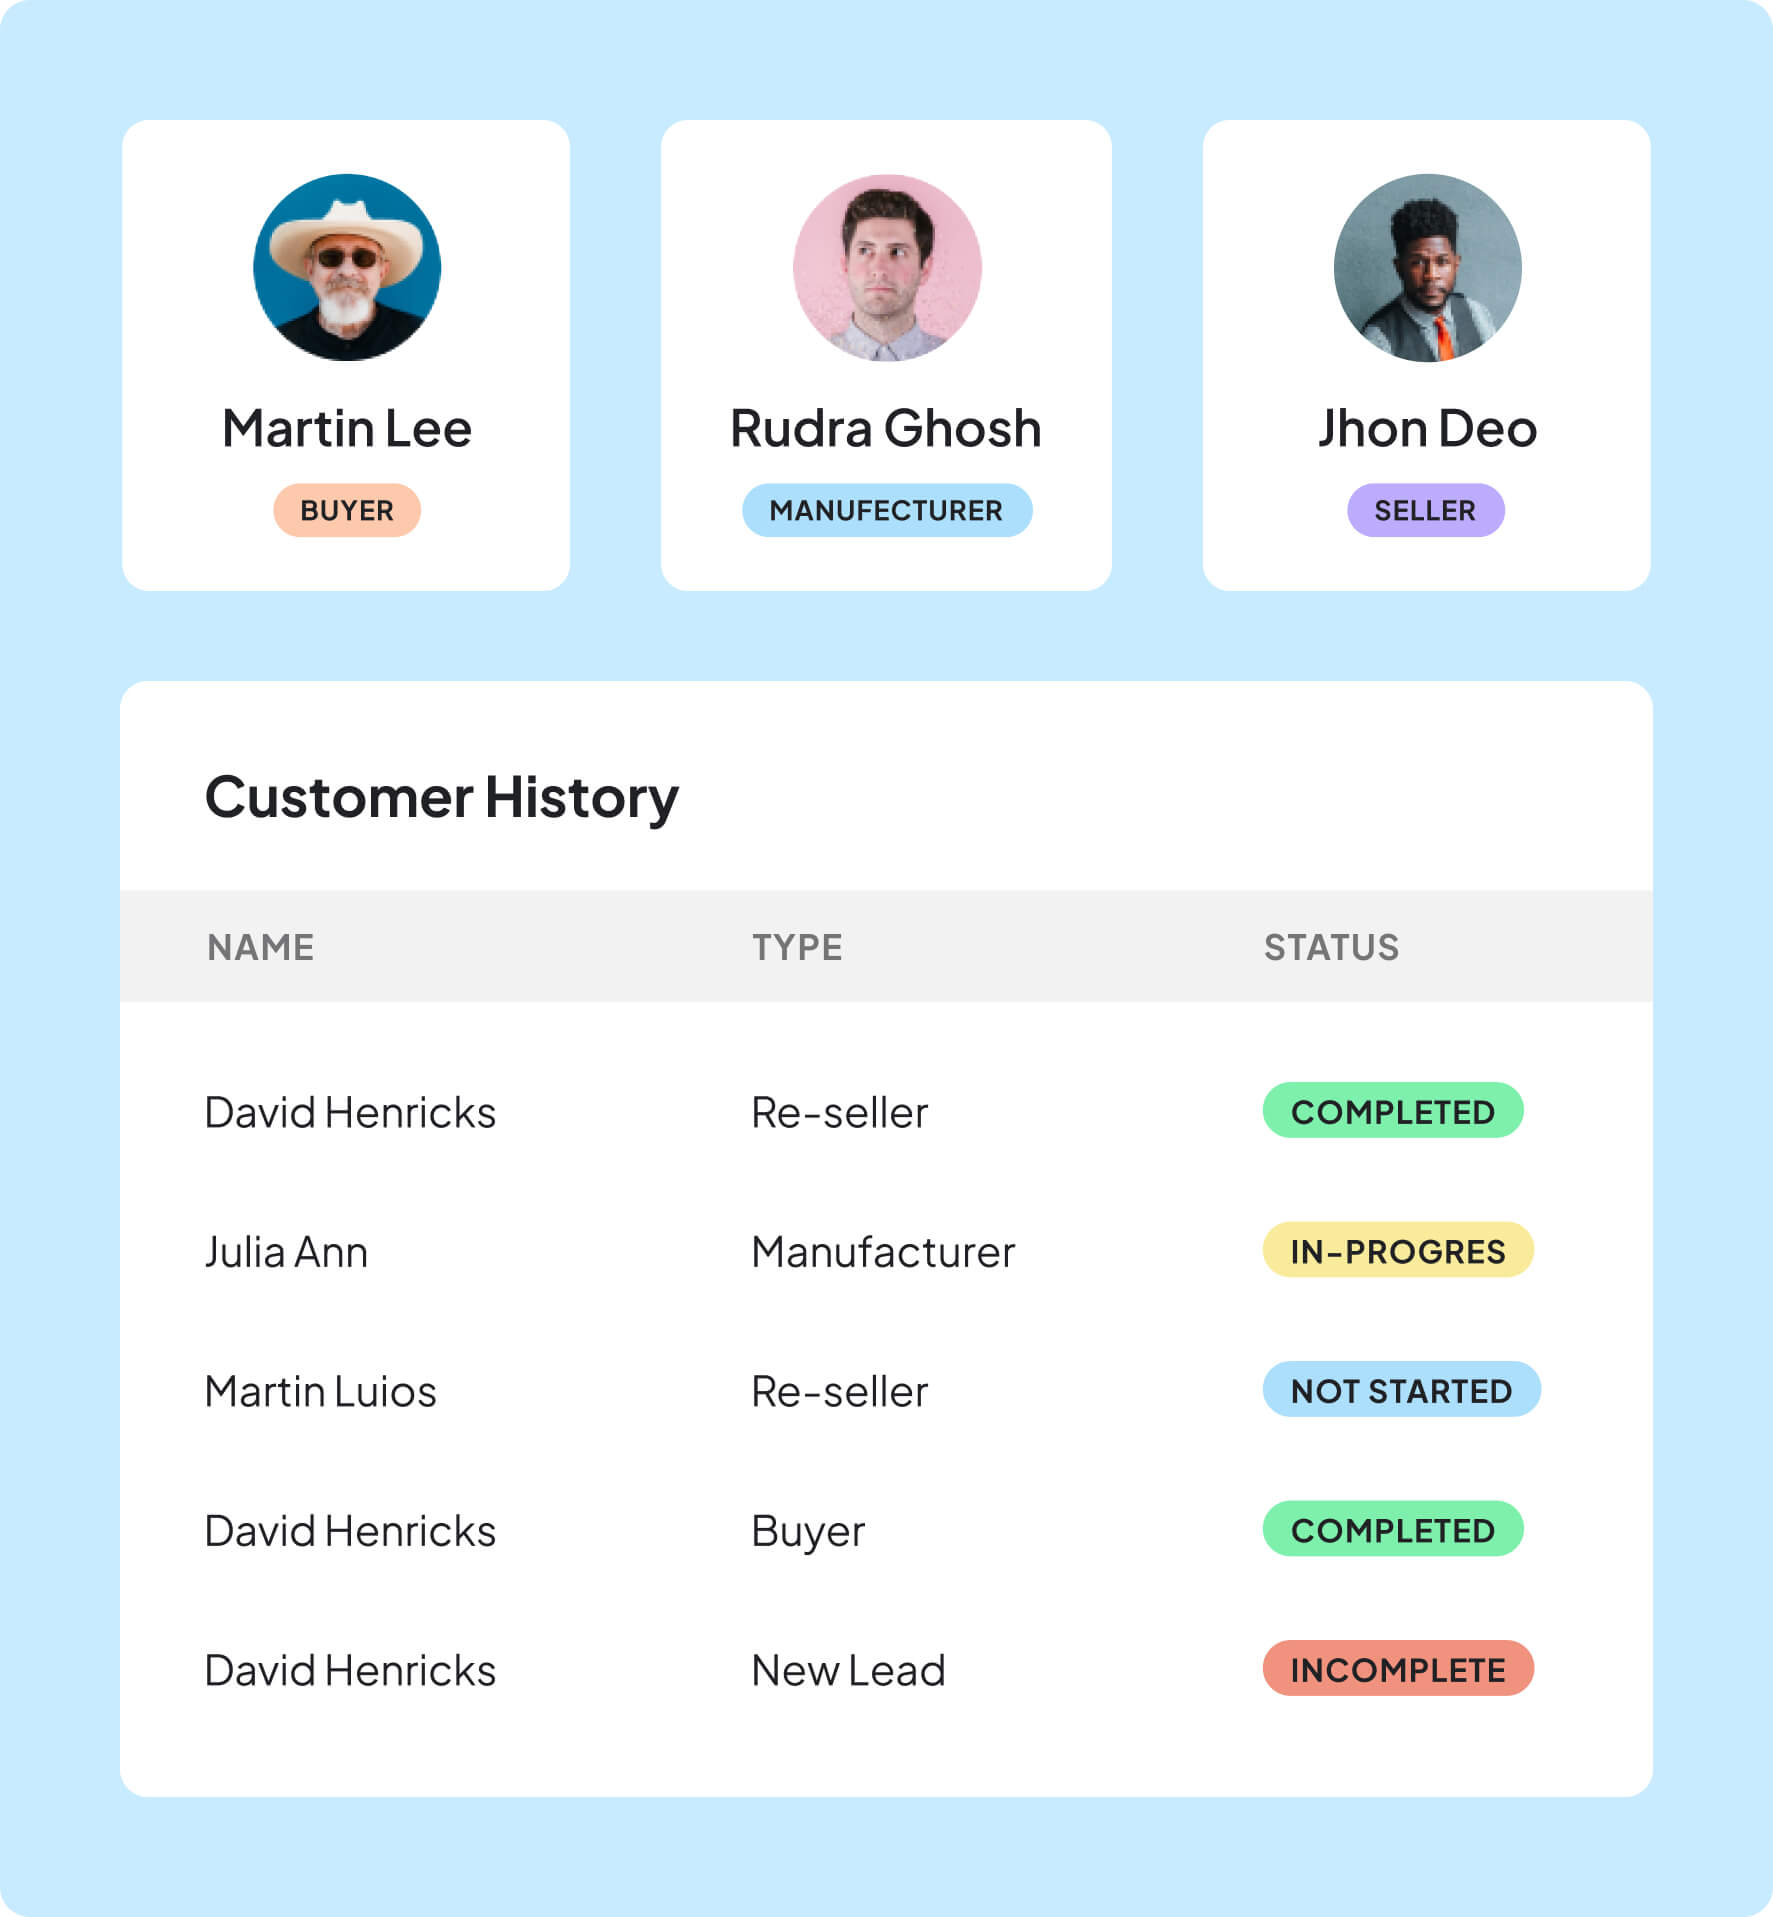 Martin Lee
BUYER
Rudra Ghosh
MANUFECTURER
Jhon Deo
SELLER
Customer History
NAME TYPE STATUS
David Henricks Re-seller COMPLETED
Julia Ann Manufacturer IN-PROGRES
Martin Luios Re-seller NOT STARTED
David Henricks Buyer COMPLETED
David Henricks New Lead INCOMPLETE